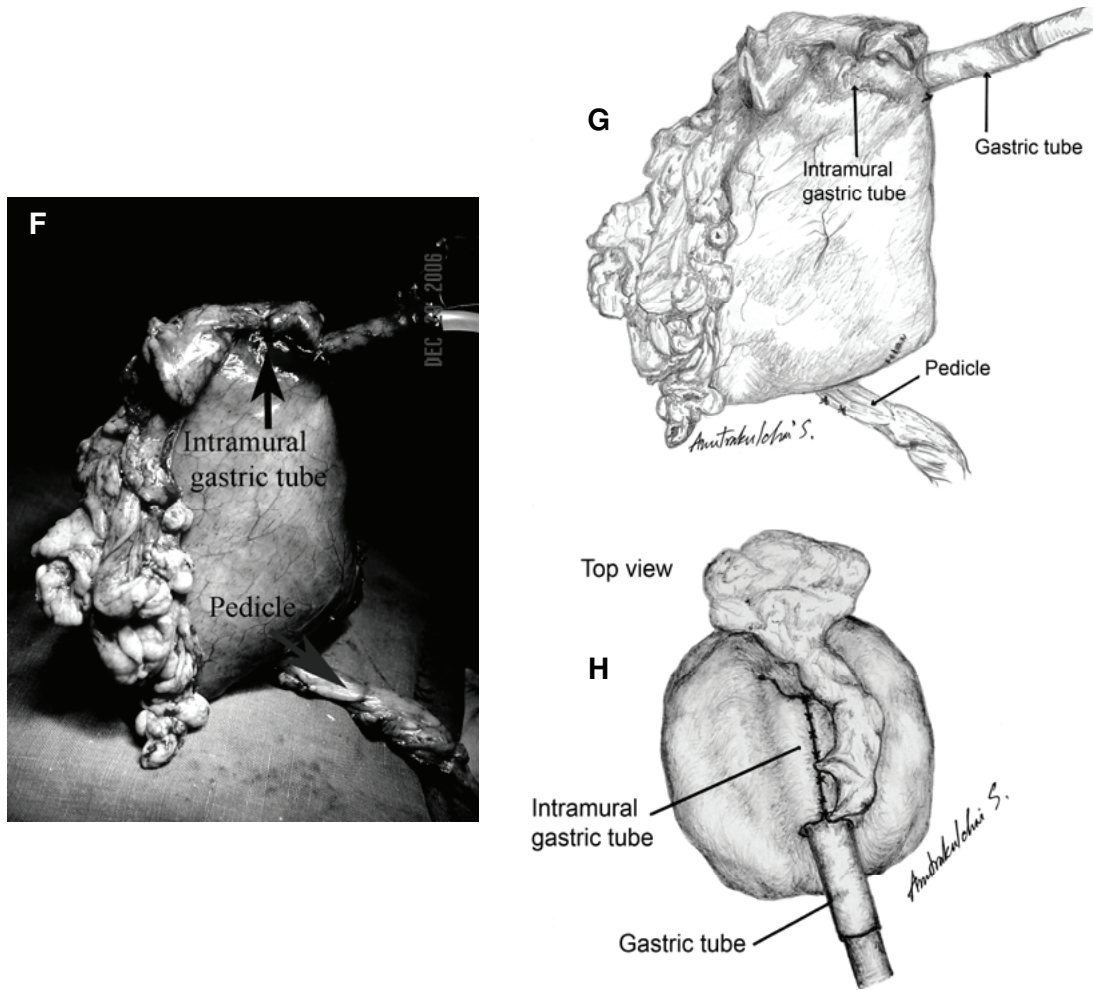 F
DEC 2006
Intramural
gastric tube
Pedicle
G
Gastric tube
Intramural
gastric tube
Pedicle
S.
Top view
H
Intramural
gastric tube
Gastric tube
S.